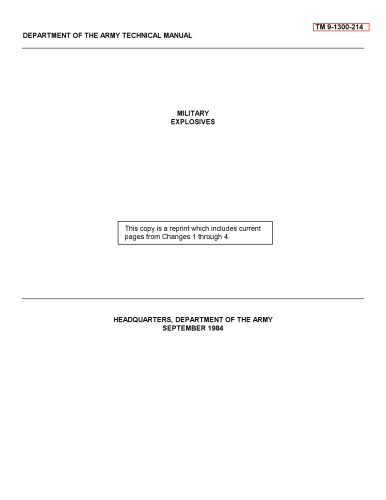 TM 9-1300-214
DEPARTMENT OF THE ARMY TECHNICAL MANUAL
MILITARY
EXPLOSIVES
This copy is a reprint which includes current
pages from Changes 1 through 4.
HEADQUARTERS, DEPARTMENT OF THE ARMY
SEPTEMBER 1984